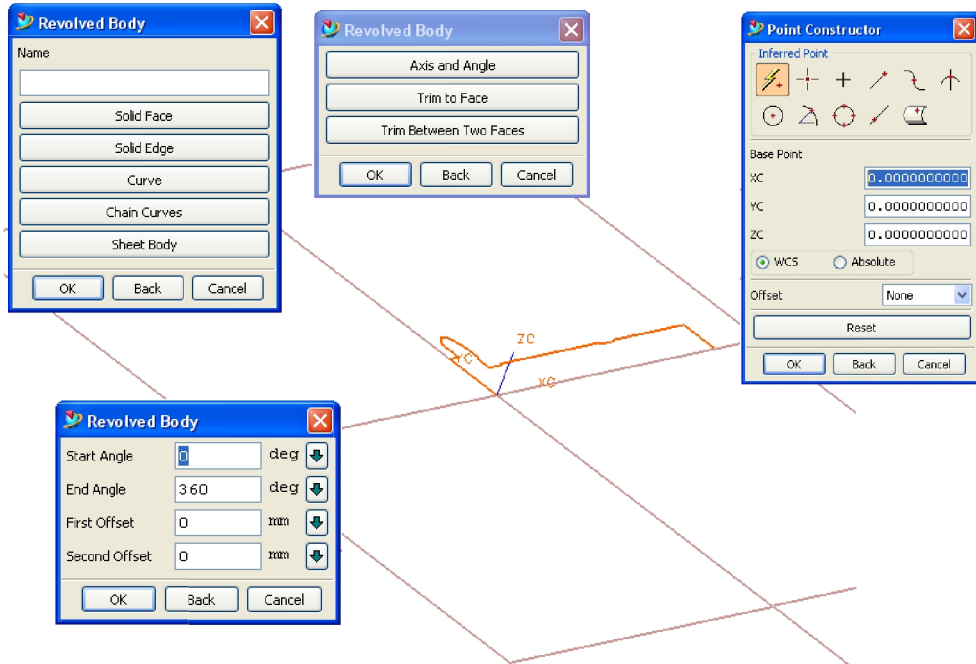 Revolved Body
Name
Solid Face
Solid Edge
Curve
Chain Curves
Sheet Body
OK Back Cancel
Revolved Body
Axis and Angle
Trim to Face
Trim Between Two Faces
OK Back Cancel
Point Constructor
Inferred Point
Base Point
XC 0.0000000000
YC 0.0000000000
ZC 0.0000000000
WCS Absolute
Offset None
Reset
OK Back Cancel
ZC
YC
XC
Revolved Body
Start Angle 0 deg
End Angle 360 deg
First Offset 0 mm
Second Offset 0 mm
OK Back Cancel